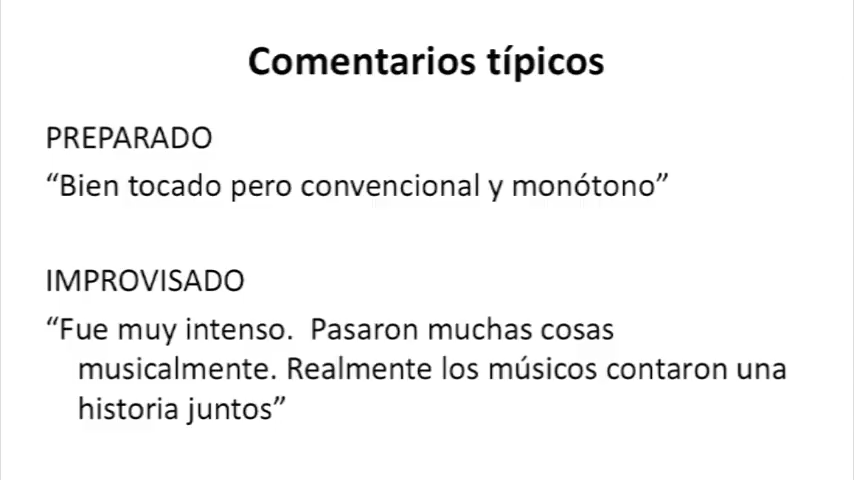 Comentarios típicos
PREPARADO
“Bien tocado pero convencional y monótono”
IMPROVISADO
“Fue muy intenso.  Pasaron muchas cosas
musicalmente. Realmente los músicos contaron una
historia juntos”